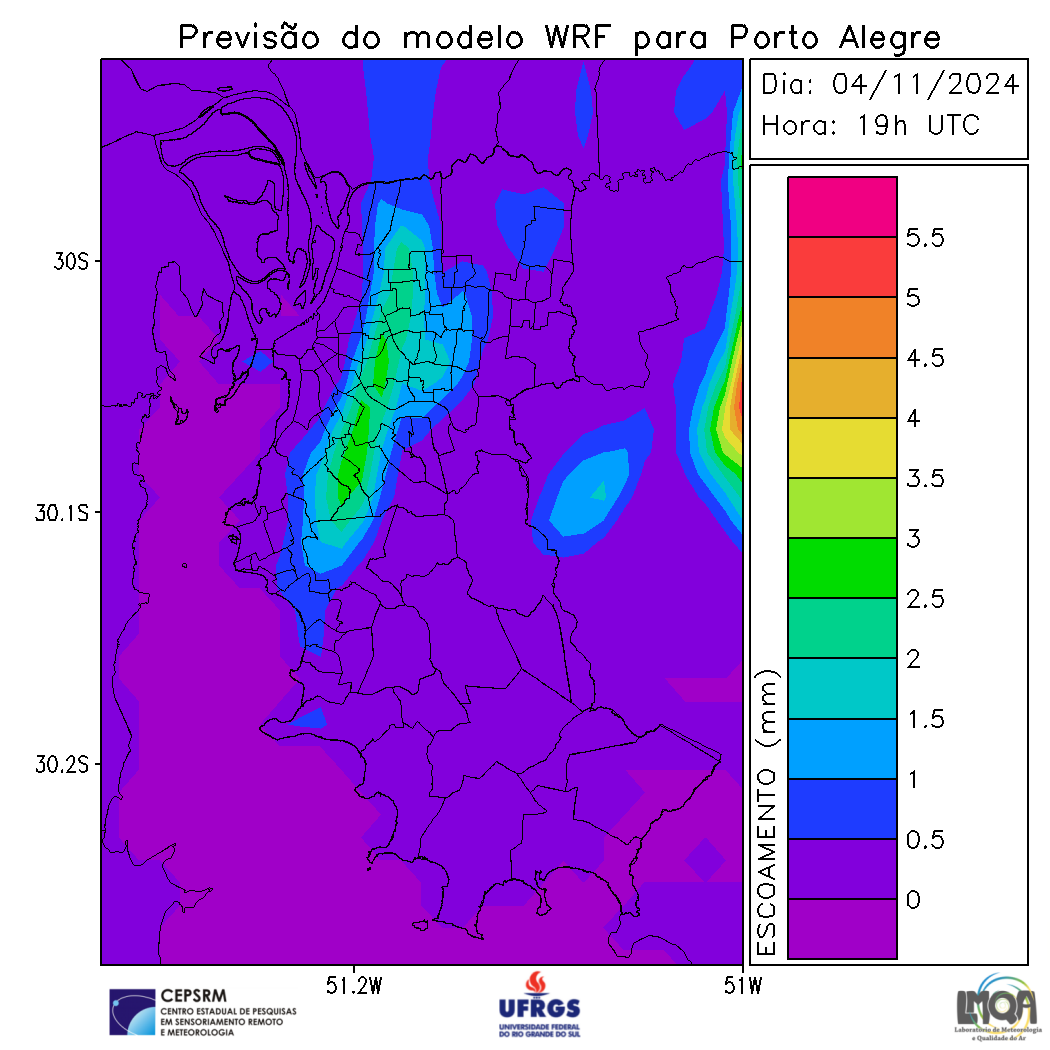 Previsão do modelo WRF para Porto Alegre
Dia: 04/11/2024
Hora: 19h UTC
5.5
5
4.5
4
3.5
3
2.5
2
1.5
1
0.5
0
ESCOAMENTO (mm)
30S
30.1S
30.2S
51.2W
51W
CEPSRM
CENTRO ESTADUAL DE PESQUISAS
EM SENSORIAMENTO REMOTO
E METEOROLOGIA
UFRGS
UNIVERSIDADE FEDERAL
DO RIO GRANDE DO SUL
LMQA
Laboratório de Meteorologia
e Qualidade do Ar